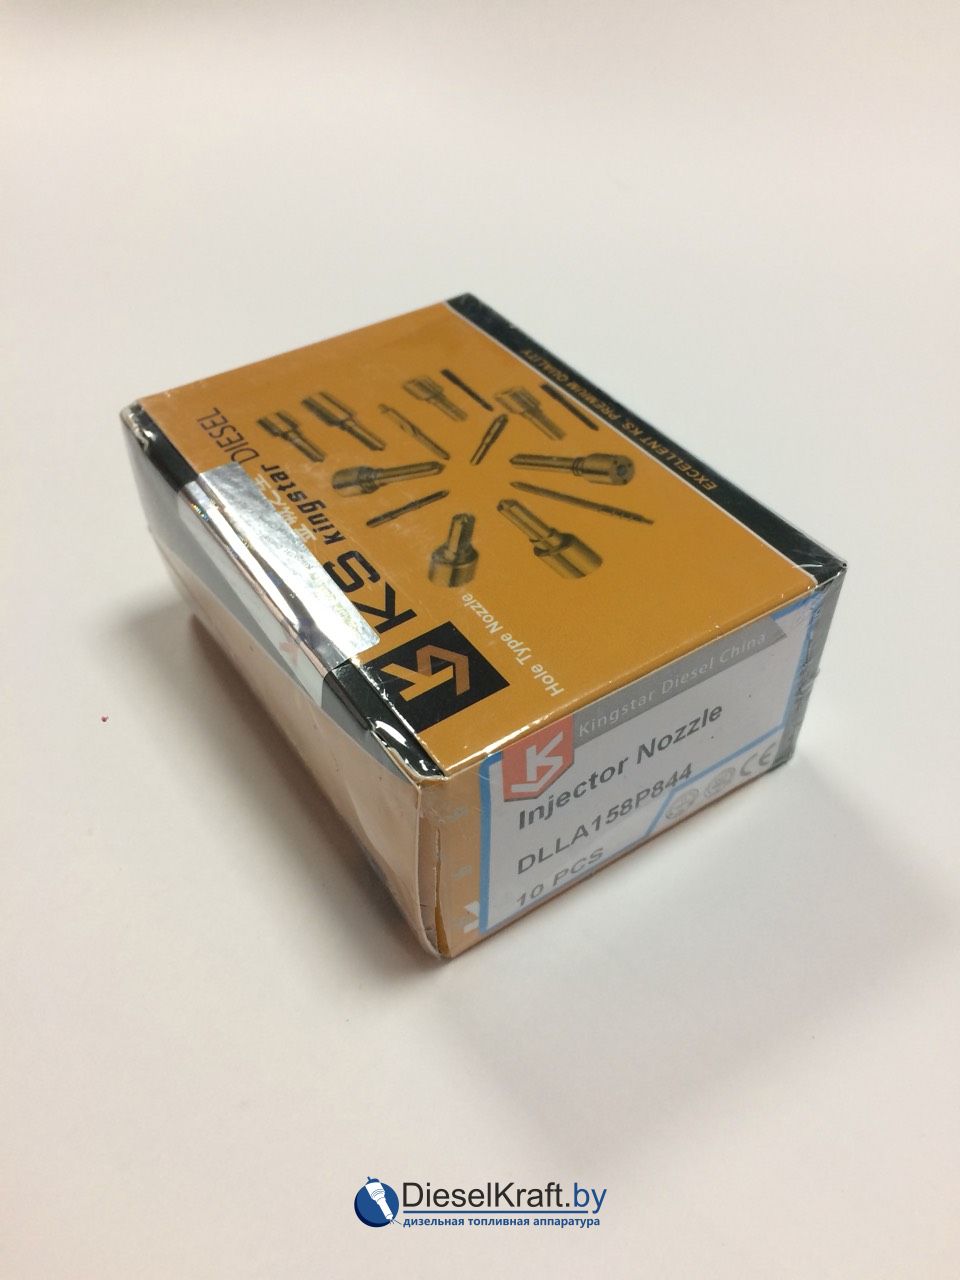 EXCELLENT KS, PREMIUM QUALITY
KS
Kingstar DIESEL
Hole Type Nozzle
K
Kingstar Diesel China
Injector Nozzle
DLLA158P844
10 PCS
CE
DieselKraft.by
дизельная топливная аппаратура